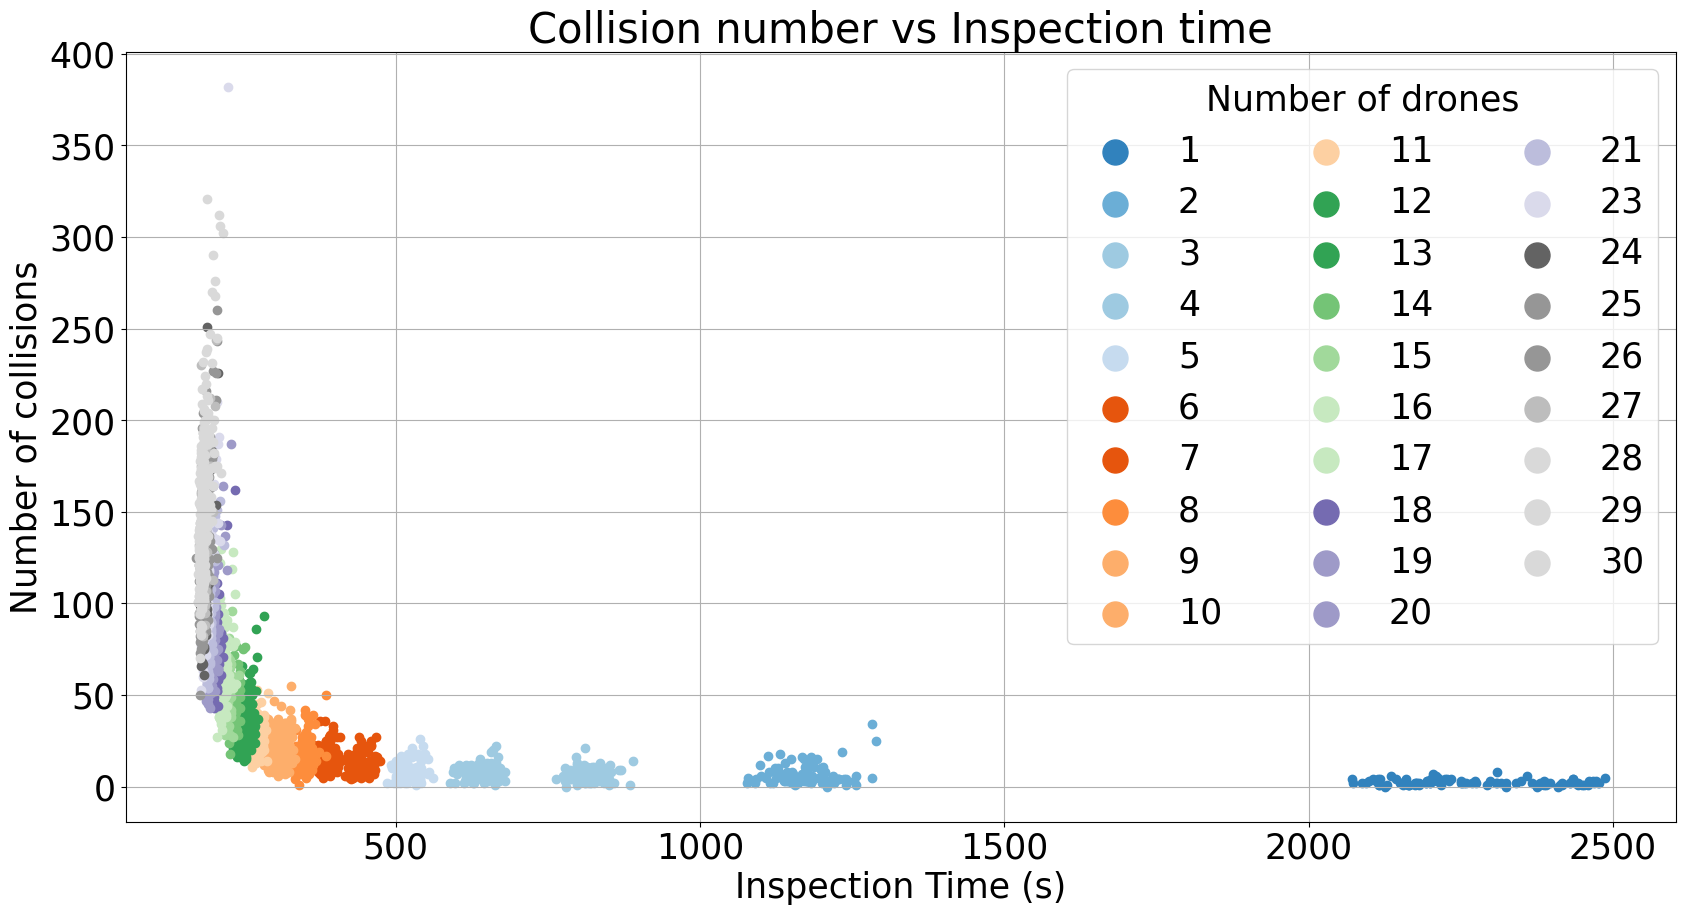 Collision number vs Inspection time
Number of collisions
400
350
300
250
200
150
100
50
0
Number of drones
1 11 21
2 12 23
3 13 24
4 14 25
5 15 26
6 16 27
7 17 28
8 18 29
9 19 30
10 20
500 1000 1500 2000 2500
Inspection Time (s)